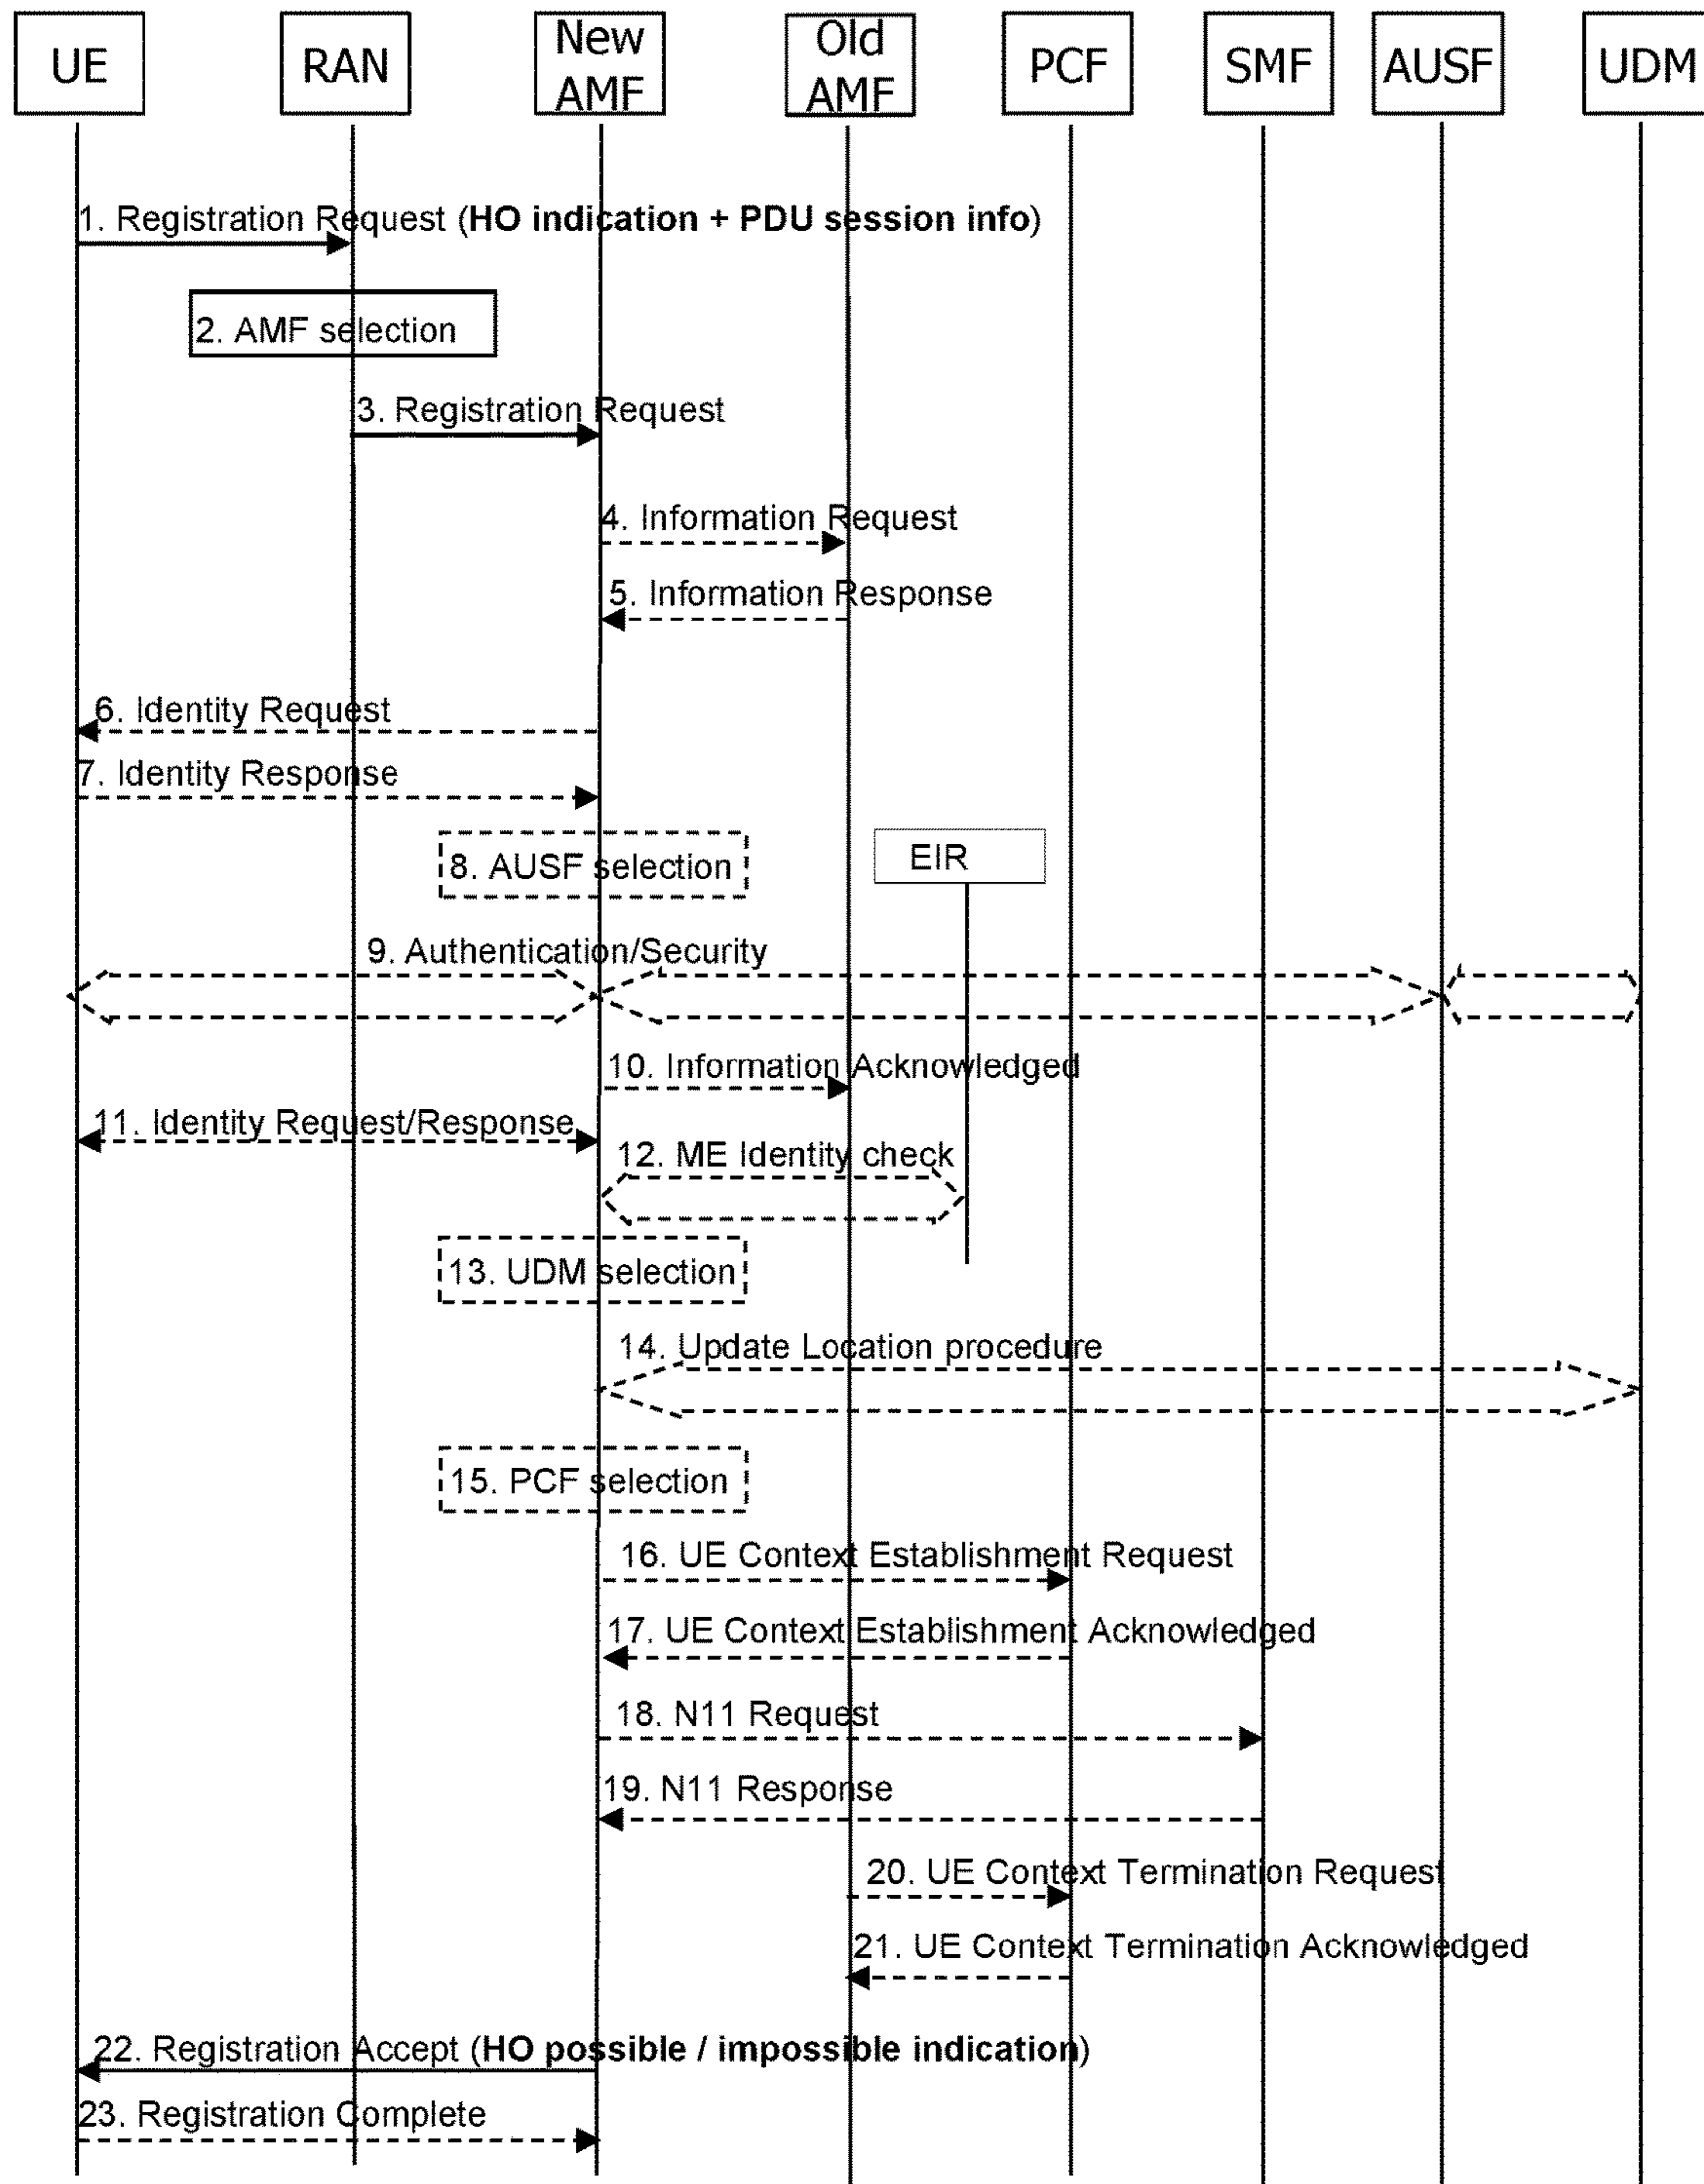 UE
RAN
New
AMF
Old
AMF
PCF
SMF
AUSF
UDM
1. Registration Request (HO indication + PDU session info)
2. AMF selection
3. Registration Request
4. Information Request
5. Information Response
6. Identity Request
7. Identity Response
8. AUSF selection
EIR
9. Authentication/Security
10. Information Acknowledged
11. Identity Request/Response
12. ME Identity check
13. UDM selection
14. Update Location procedure
15. PCF selection
16. UE Context Establishment Request
17. UE Context Establishment Acknowledged
18. N11 Request
19. N11 Response
20. UE Context Termination Request
21. UE Context Termination Acknowledged
22. Registration Accept (HO possible / impossible indication)
23. Registration Complete